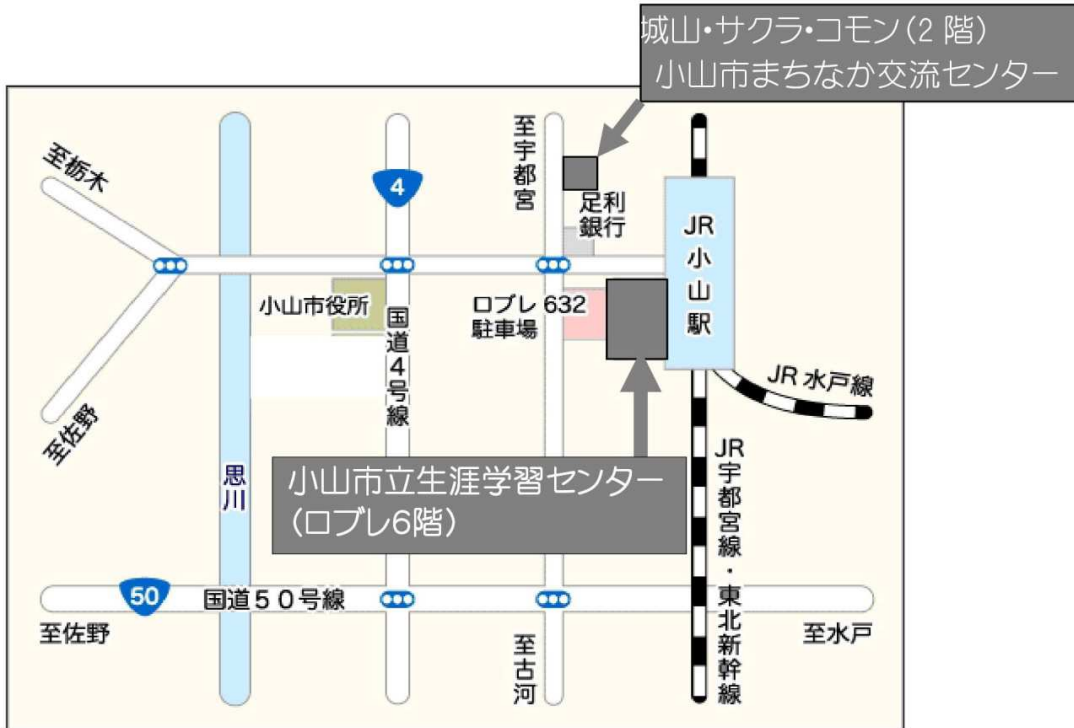 城山・サクラ・コモン(2 階)
小山市まちなか交流センター
至栃木
至宇都宮
4
足利
銀行
JR小山駅
小山市役所
国道4号線
ロブレ 632
駐車場
JR 水戸線
至佐野
思川
小山市立生涯学習センター
(ロブレ6階)
JR宇都宮線・東北新幹線
50
国道50号線
至佐野
至古河
至水戸